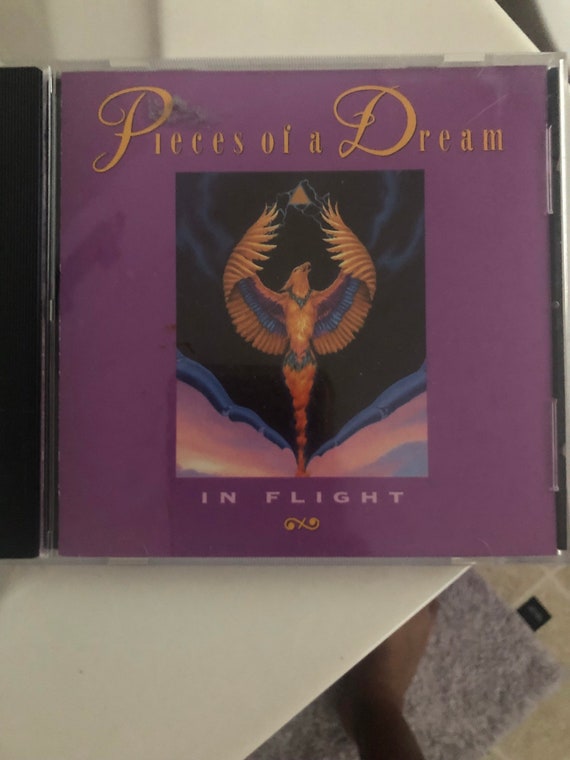 Pieces of a Dream
IN FLIGHT